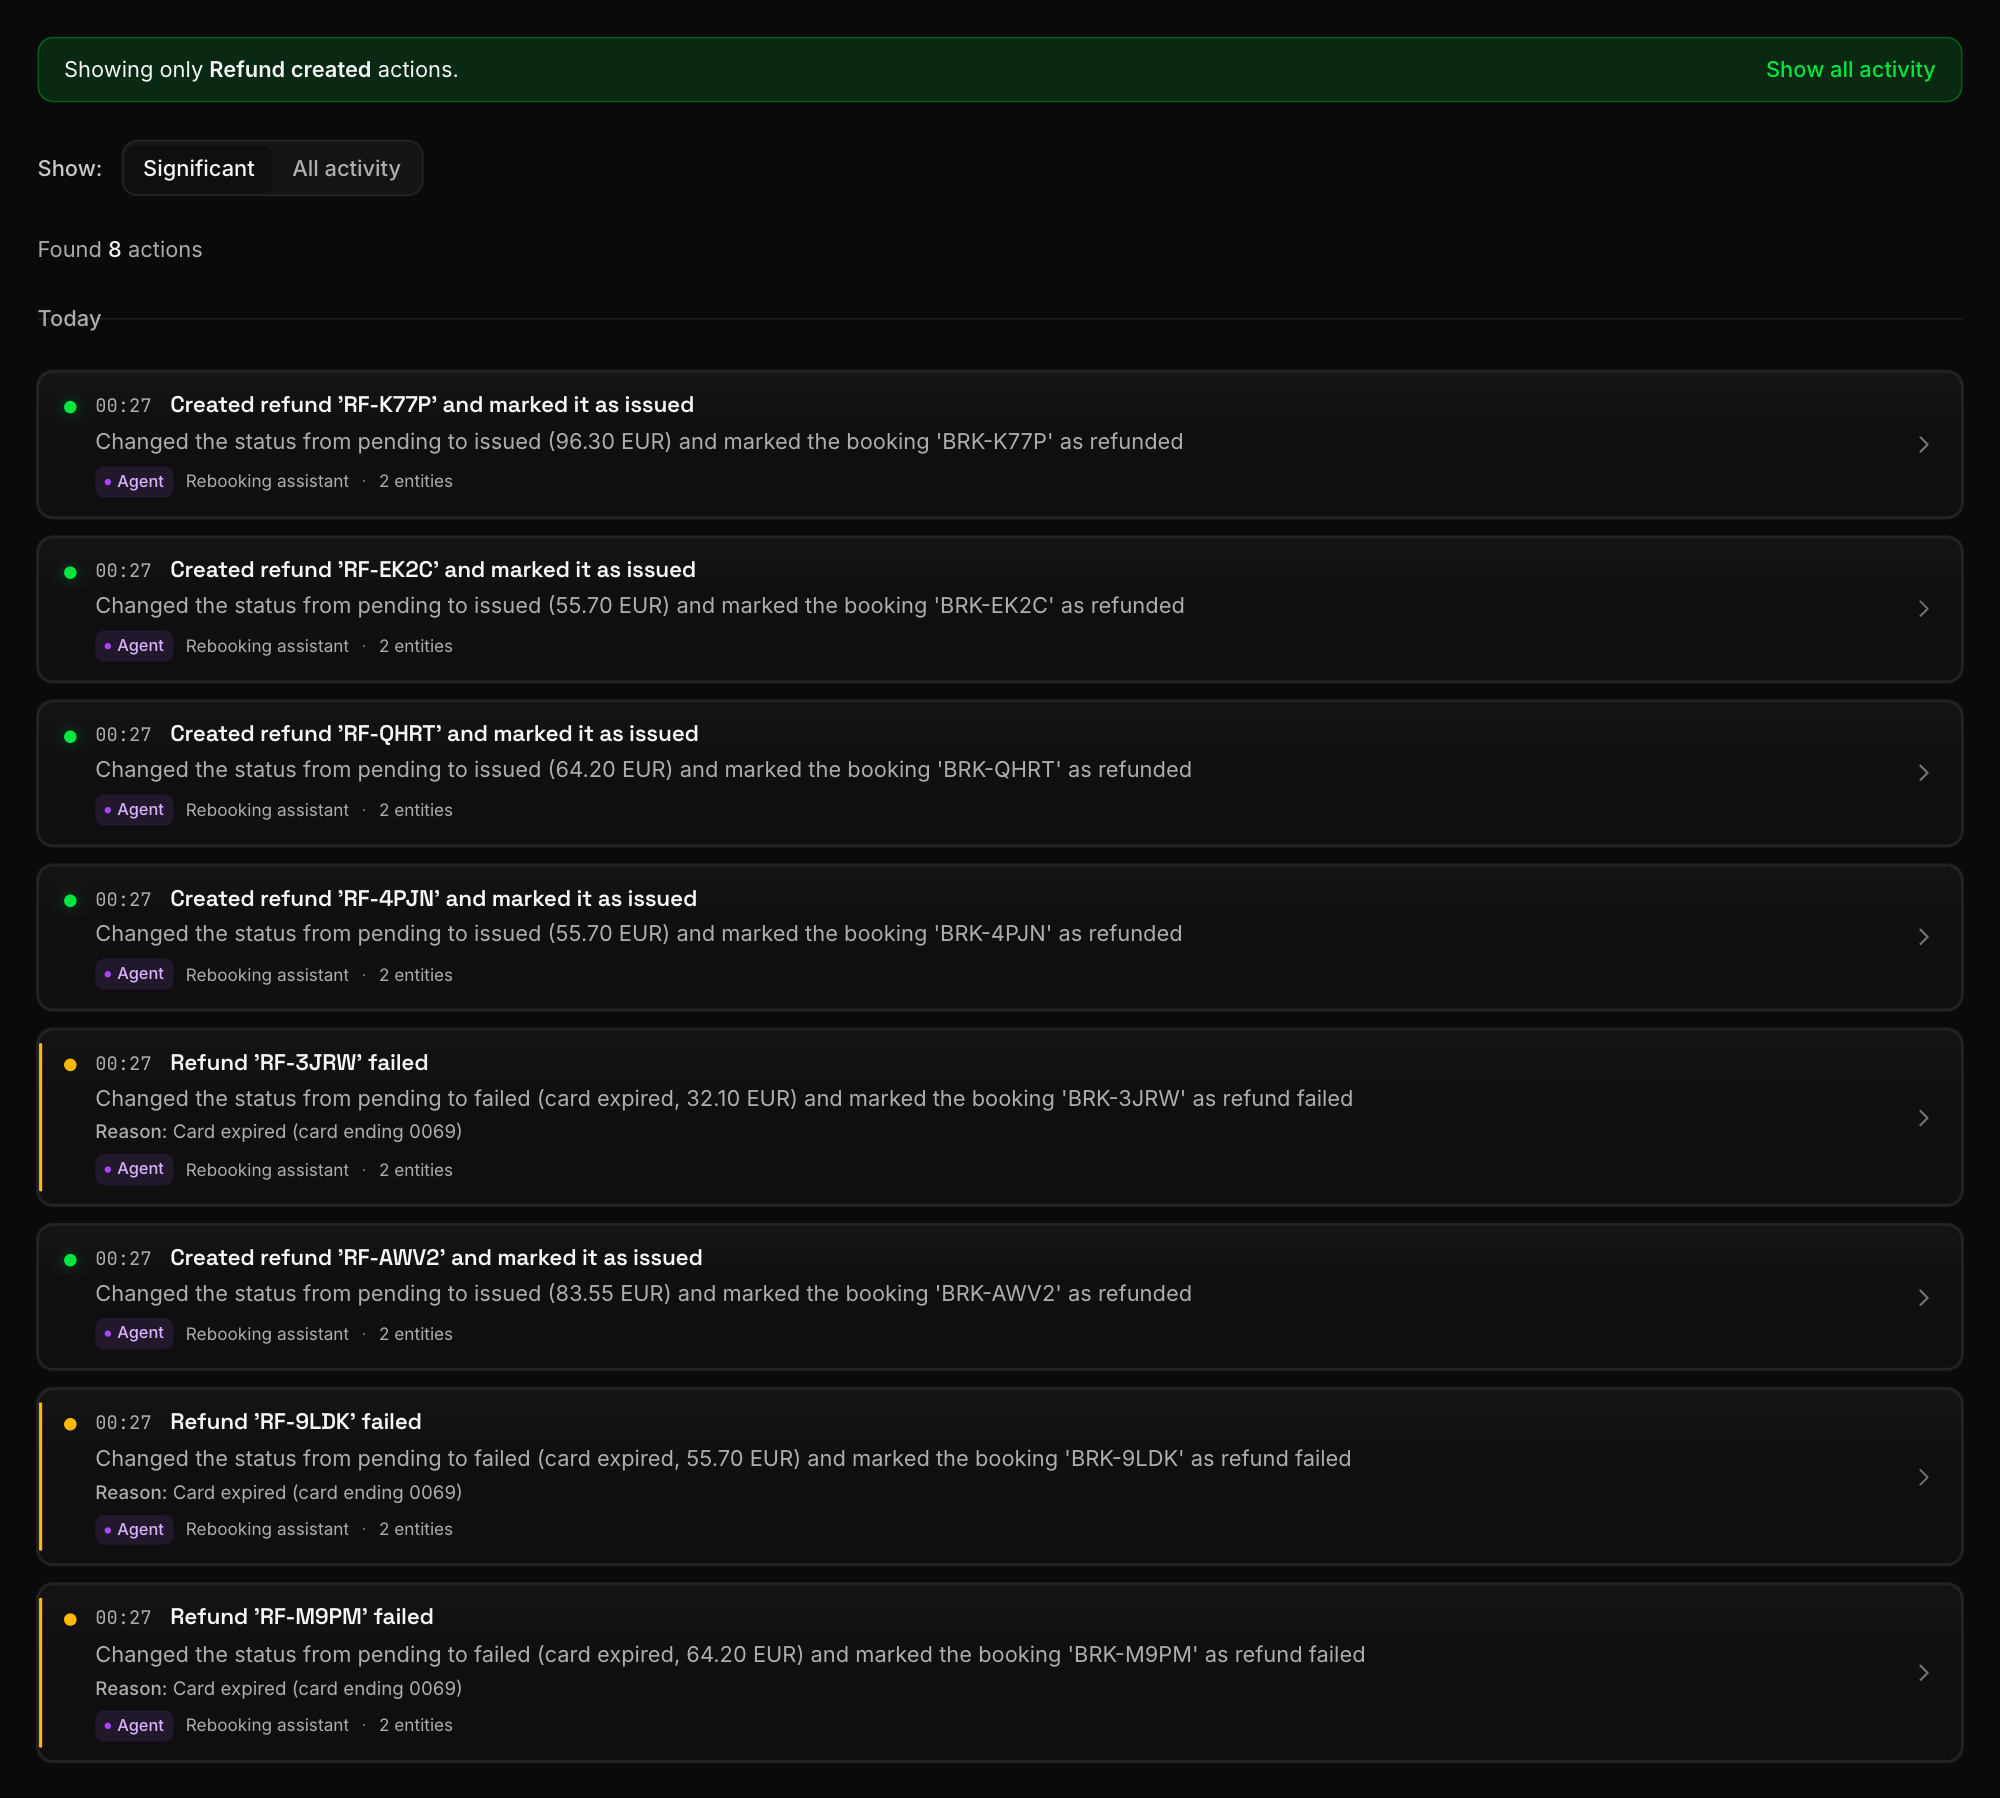 Showing only Refund created actions.
Show all activity
Show: Significant All activity
Found 8 actions
Today
00:27 Created refund ’RF-K77P’ and marked it as issued
Changed the status from pending to issued (96.30 EUR) and marked the booking 'BRK-K77P' as refunded
Agent Rebooking assistant · 2 entities
00:27 Created refund ’RF-EK2C’ and marked it as issued
Changed the status from pending to issued (55.70 EUR) and marked the booking 'BRK-EK2C' as refunded
Agent Rebooking assistant · 2 entities
00:27 Created refund ’RF-QHRT’ and marked it as issued
Changed the status from pending to issued (64.20 EUR) and marked the booking 'BRK-QHRT' as refunded
Agent Rebooking assistant · 2 entities
00:27 Created refund ’RF-4PJN’ and marked it as issued
Changed the status from pending to issued (55.70 EUR) and marked the booking 'BRK-4PJN' as refunded
Agent Rebooking assistant · 2 entities
00:27 Refund ’RF-3JRW’ failed
Changed the status from pending to failed (card expired, 32.10 EUR) and marked the booking 'BRK-3JRW' as refund failed
Reason: Card expired (card ending 0069)
Agent Rebooking assistant · 2 entities
00:27 Created refund ’RF-AWV2’ and marked it as issued
Changed the status from pending to issued (83.55 EUR) and marked the booking 'BRK-AWV2' as refunded
Agent Rebooking assistant · 2 entities
00:27 Refund ’RF-9LDK’ failed
Changed the status from pending to failed (card expired, 55.70 EUR) and marked the booking 'BRK-9LDK' as refund failed
Reason: Card expired (card ending 0069)
Agent Rebooking assistant · 2 entities
00:27 Refund ’RF-M9PM’ failed
Changed the status from pending to failed (card expired, 64.20 EUR) and marked the booking 'BRK-M9PM' as refund failed
Reason: Card expired (card ending 0069)
Agent Rebooking assistant · 2 entities